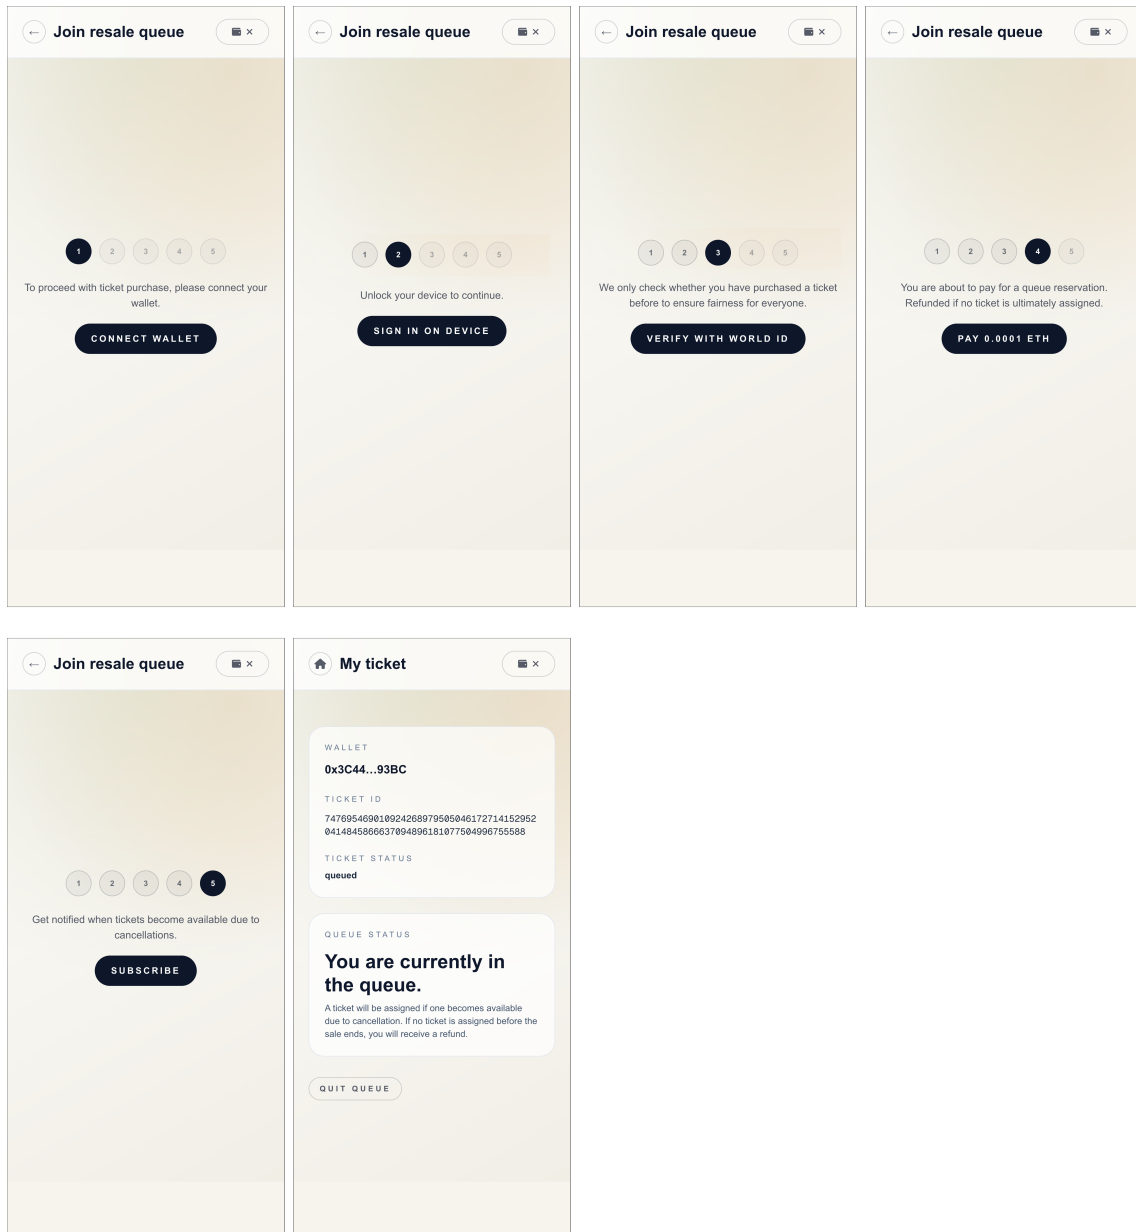 ← Join resale queue ×
1 2 3 4 5
To proceed with ticket purchase, please connect your
wallet.
CONNECT WALLET
← Join resale queue ×
1 2 3 4 5
Unlock your device to continue.
SIGN IN ON DEVICE
← Join resale queue ×
1 2 3 4 5
We only check whether you have purchased a ticket
before to ensure fairness for everyone.
VERIFY WITH WORLD ID
← Join resale queue ×
1 2 3 4 5
You are about to pay for a queue reservation.
Refunded if no ticket is ultimately assigned.
PAY 0.0001 ETH
← Join resale queue ×
1 2 3 4 5
Get notified when tickets become available due to
cancellations.
SUBSCRIBE
My ticket ×
WALLET
0x3C44...93BC
TICKET ID
747695469010924268979505046172714152952
04148458666370948961810775049967555​88
TICKET STATUS
queued
QUEUE STATUS
You are currently in
the queue.
A ticket will be assigned if one becomes available
due to cancellation. If no ticket is assigned before the
sale ends, you will receive a refund.
QUIT QUEUE